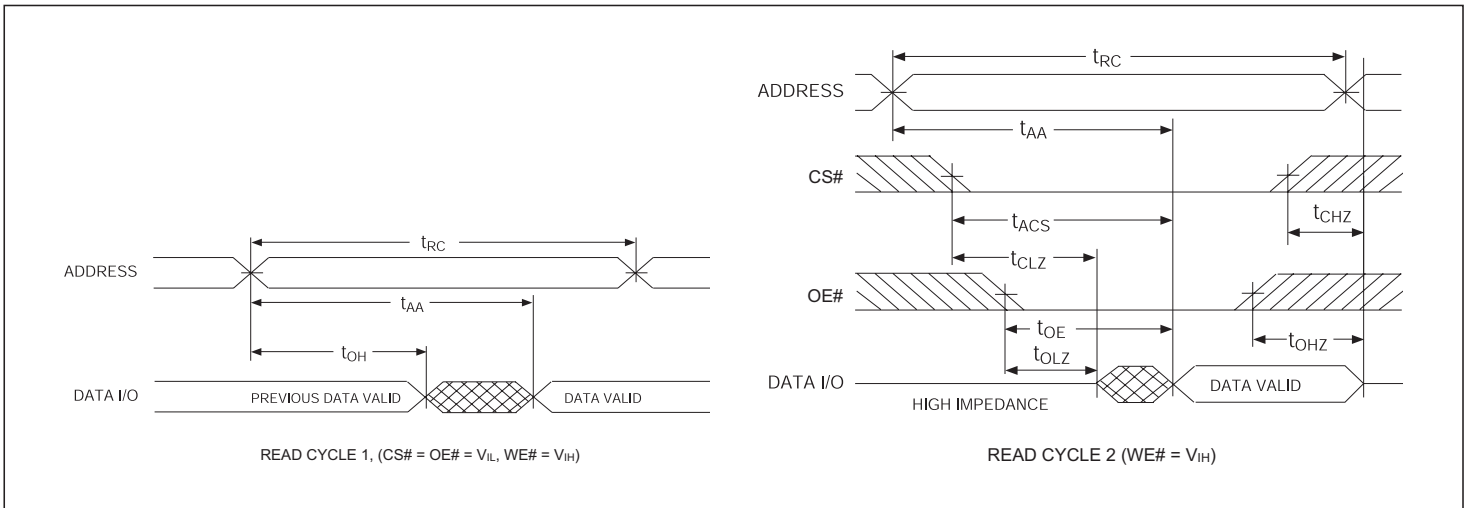 tRC
ADDRESS
tAA
tOH
DATA I/O
PREVIOUS DATA VALID
DATA VALID
READ CYCLE 1, (CS# = OE# = VIL, WE# = VIH)
tRC
ADDRESS
tAA
CS#
tACS
tCHZ
tCLZ
OE#
tOE
tOHZ
tOLZ
DATA I/O
DATA VALID
HIGH IMPEDANCE
READ CYCLE 2 (WE# = VIH)